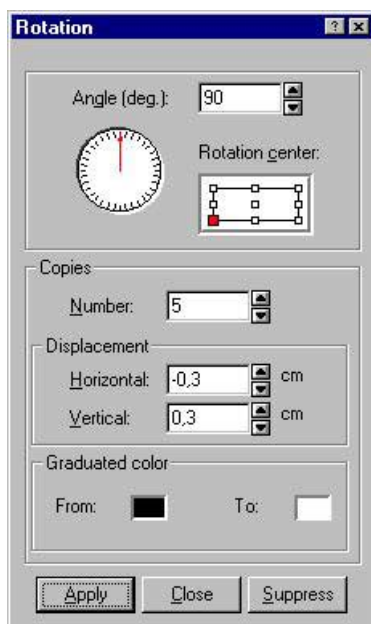 Rotation
Angle (deg.): 90
Rotation center:
Copies
Number: 5
Displacement
Horizontal: -0,3 cm
Vertical: 0,3 cm
Graduated color
From: To:
Apply Close Suppress